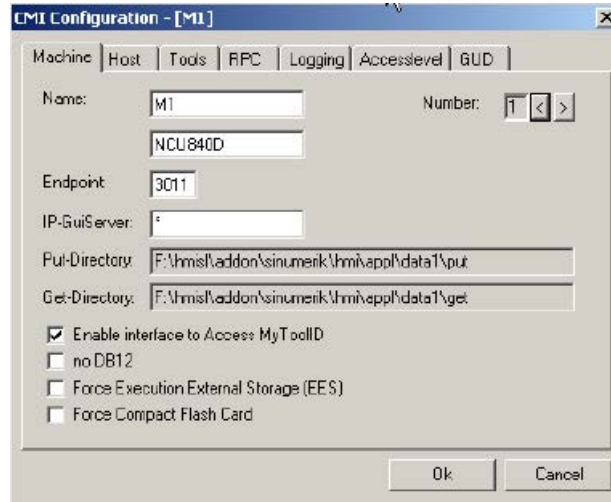 CMI Configuration - [M1]
Machine Host Tools RPC Logging Accesslevel GUD
Name: M1 Number: 1 < >
NCU840D
Endpoint 3011
IP-GuiServer: *
Put-Directory: F:\hmisl\addon\sinumerik\hmi\appl\data1\put
Get-Directory: F:\hmisl\addon\sinumerik\hmi\appl\data1\get
Enable interface to Access MyToolID
no DB12
Force Execution External Storage (EES)
Force Compact Flash Card
Ok Cancel